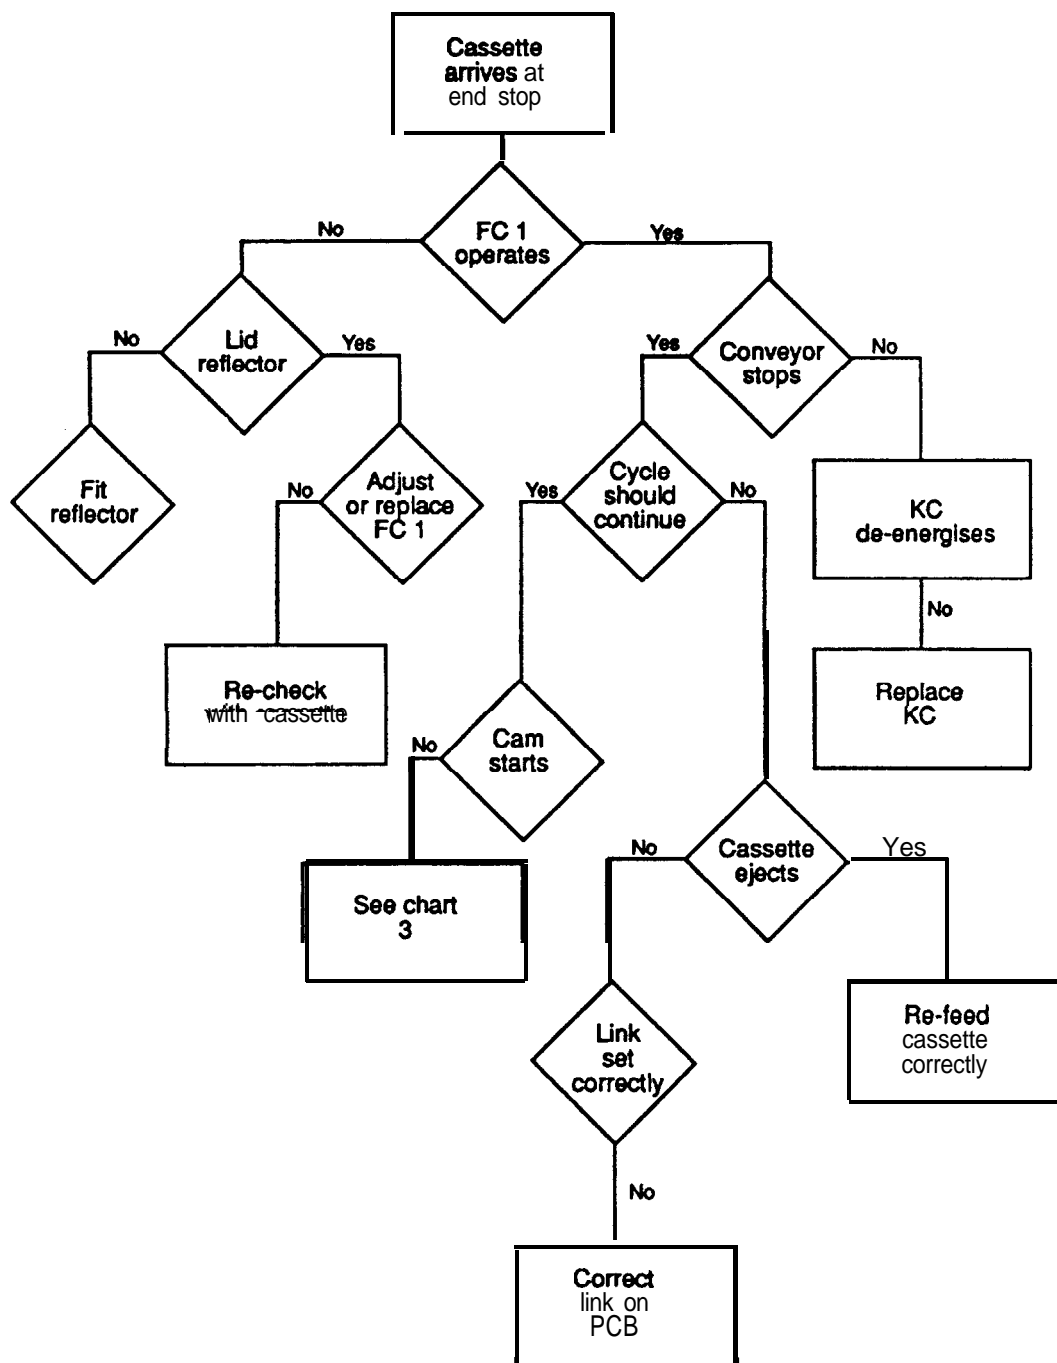 Cassette
arrives at
end stop
No
FC 1
operates
Yes
No
Lid
reflector
Yes
Yes
Conveyor
stops
No
Fit
reflector
No
Adjust
or replace
FC 1
Yes
Cycle
should
continue
No
KC
de-energises
No
Re-check
with cassette
Replace
KC
No
Cam
starts
No
Cassette
ejects
Yes
See chart
3
Link
set
correctly
Re-feed
cassette
correctly
No
Correct
link on
PCB